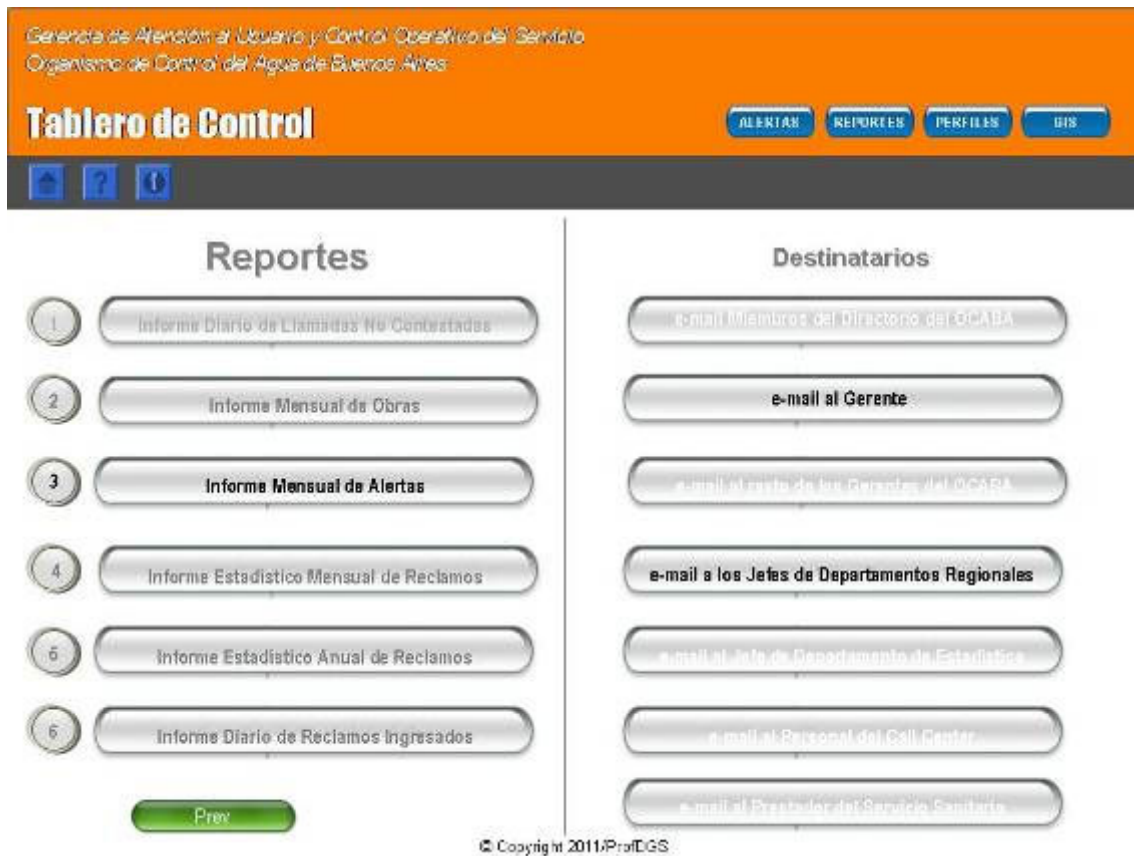 Gerencia de Atención al Usuario y Control Operativo del Servicio
Organismo de Control del Agua de Buenos Aires
Tablero de Control
ALERTAS
REPORTES
PERFILES
GIS
?
Reportes
1
Informe Diario de Llamadas No Contestadas
2
Informe Mensual de Obras
3
Informe Mensual de Alertas
4
Informe Estadístico Mensual de Reclamos
5
Informe Estadístico Anual de Reclamos
6
Informe Diario de Reclamos Ingresados
Prev
Destinatarios
e-mail Miembros del Directorio del OCABA
e-mail al Gerente
e-mail al resto de los Gerentes del OCABA
e-mail a los Jefes de Departamentos Regionales
e-mail al Jefe de Departamento de Estadística
e-mail al Personal del Call Center
e-mail al Prestador del Servicio Sanitario
© Copyright 2011/ProfDGS